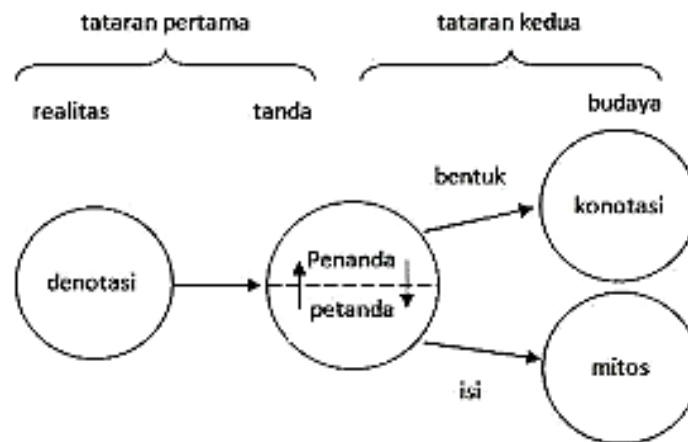 tataran pertama
tataran kedua
realitas
tanda
budaya
bentuk
konotasi
denotasi
Penanda
petanda
mitos
isi